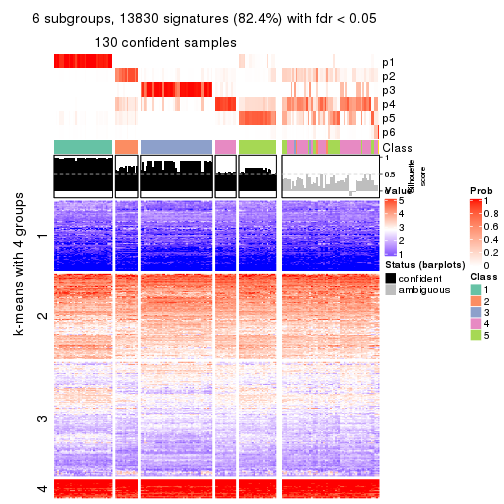 6 subgroups, 13830 signatures (82.4%) with fdr < 0.05
130 confident samples
p1
p2
p3
p4
p5
p6
Class
1
0.5
0
Silhouette
score
k-means with 4 groups
1
2
3
4
Value
5
4
3
2
1
Status (barplots)
confident
ambiguous
Prob
1
0.8
0.6
0.4
0.2
0
Class
1
2
3
4
5